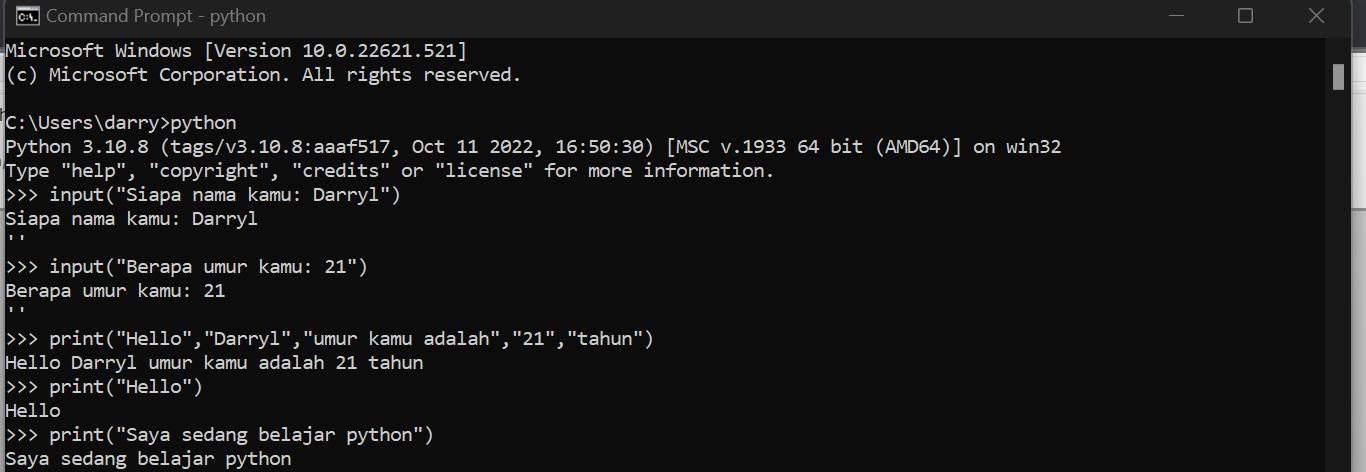 Command Prompt - python
Microsoft Windows [Version 10.0.22621.521]
(c) Microsoft Corporation. All rights reserved.
C:\Users\darry>python
Python 3.10.8 (tags/v3.10.8:aaaf517, Oct 11 2022, 16:50:30) [MSC v.1933 64 bit (AMD64)] on win32
Type "help", "copyright", "credits" or "license" for more information.
>>> input("Siapa nama kamu: Darryl")
Siapa nama kamu: Darryl
''
>>> input("Berapa umur kamu: 21")
Berapa umur kamu: 21
''
>>> print("Hello","Darryl","umur kamu adalah","21","tahun")
Hello Darryl umur kamu adalah 21 tahun
>>> print("Hello")
Hello
>>> print("Saya sedang belajar python")
Saya sedang belajar python